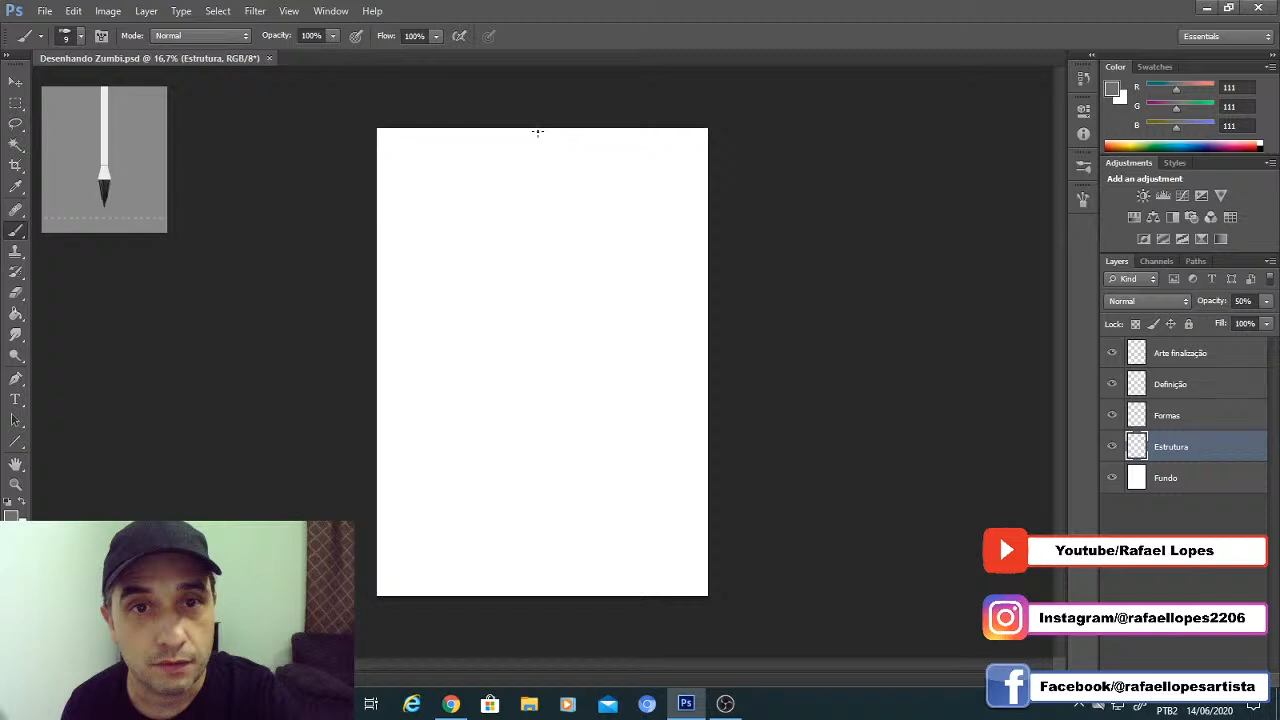 Ps File Edit Image Layer Type Select Filter View Window Help
9 Mode: Normal Opacity: 100% Flow: 100% Essentials
Desenhando Zumbi.psd @ 16,7% (Estrutura, RGB/8*) ×
Color Swatches
R 111
G 111
B 111
Adjustments Styles
Add an adjustment
Layers Channels Paths
Kind
Normal Opacity: 50%
Lock: Fill: 100%
Arte finalização
Definição
Formas
Estrutura
Fundo
Youtube/Rafael Lopes
Instagram/@rafaellopes2206
Facebook/@rafaellopesartista
Ps
PTB2 14/06/2020